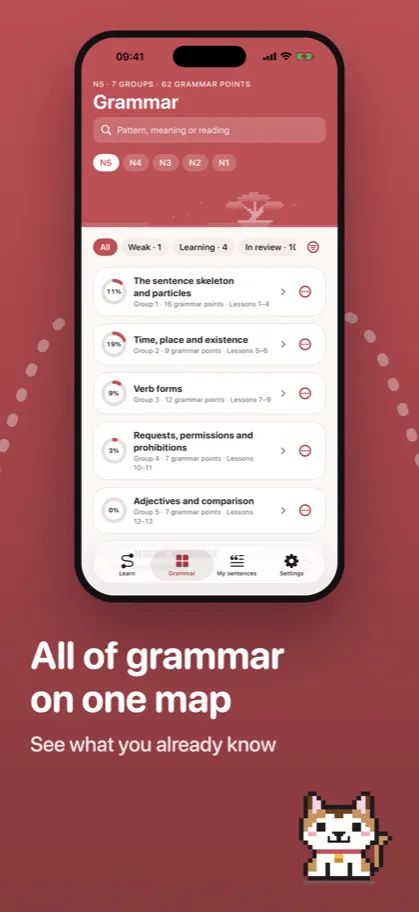 09:41
N5 · 7 GROUPS · 62 GRAMMAR POINTS
Grammar
Pattern, meaning or reading
N5 N4 N3 N2 N1
All Weak · 1 Learning · 4 In review · 10
The sentence skeleton
and particles
Group 1 · 16 grammar points · Lessons 1–4
11%
Time, place and existence
Group 2 · 9 grammar points · Lessons 5–6
19%
Verb forms
Group 3 · 12 grammar points · Lessons 7–9
9%
Requests, permissions and
prohibitions
Group 4 · 7 grammar points · Lessons
10–11
3%
Adjectives and comparison
Group 5 · 7 grammar points · Lessons
12–13
0%
Learn Grammar My sentences Settings
All of grammar
on one map
See what you already know